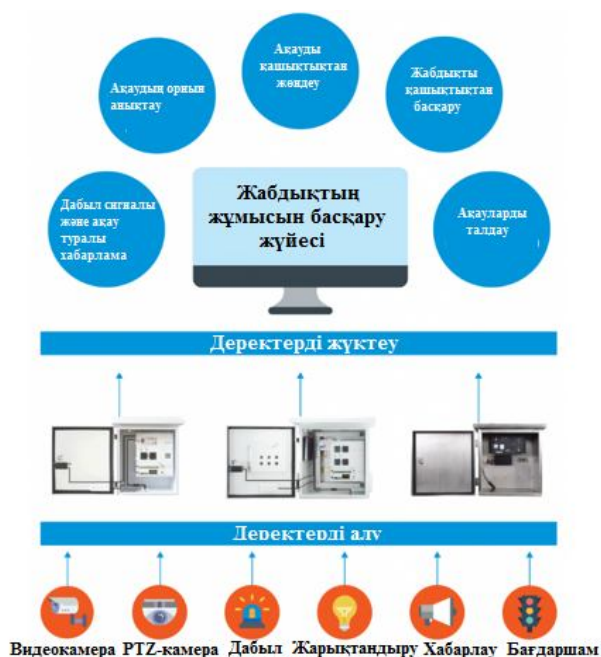 Ақауды
қашықтықтан
жөндеу
Ақаудың орнын
анықтау
Жабдықты
қашықтықтан
басқару
Дабыл сигналы
және ақау
туралы
хабарлама
Жабдықтың
жұмысын басқару
жүйесі
Ақауларды
талдау
Деректерді жүктеу
Деректерді алу
Видеокамера PTZ-камера Дабыл Жарықтандыру Хабарлау Бағдаршам